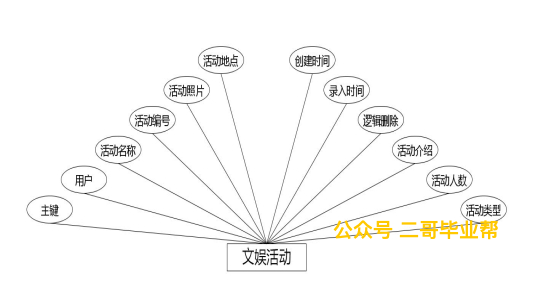 活动地点
创建时间
活动照片
录入时间
活动编号
逻辑删除
活动名称
活动介绍
用户
活动人数
主键
活动类型
公众号 二哥毕业帮
文娱活动